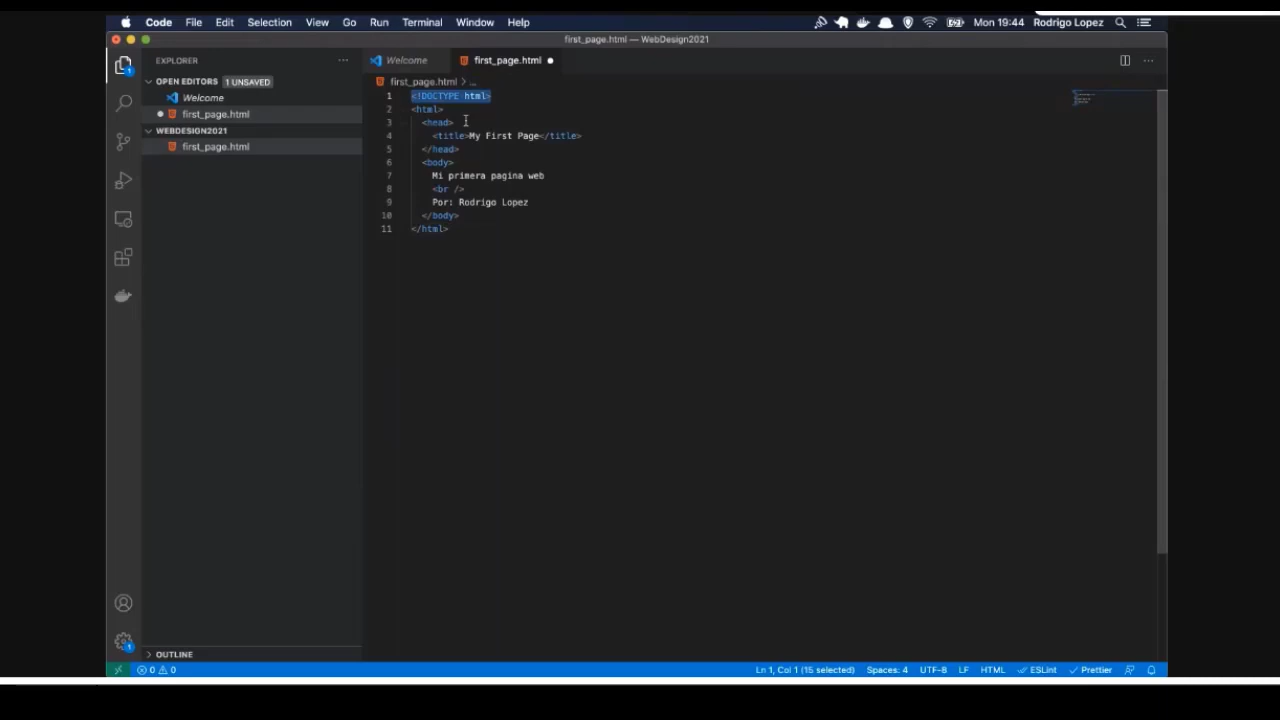 Code File Edit Selection View Go Run Terminal Window Help Mon 19:44 Rodrigo Lopez
first_page.html — WebDesign2021
EXPLORER
Welcome
first_page.html
OPEN EDITORS 1 UNSAVED
first_page.html > ...
Welcome
first_page.html
WEBDESIGN2021
first_page.html
1 <!DOCTYPE html>
2 <html>
3 <head>
4 <title>My First Page</title>
5 </head>
6 <body>
7 Mi primera pagina web
8 <br />
9 Por: Rodrigo Lopez
10 </body>
11 </html>
OUTLINE
0 0 Ln 1, Col 1 (15 selected) Spaces: 4 UTF-8 LF HTML ESLint Prettier